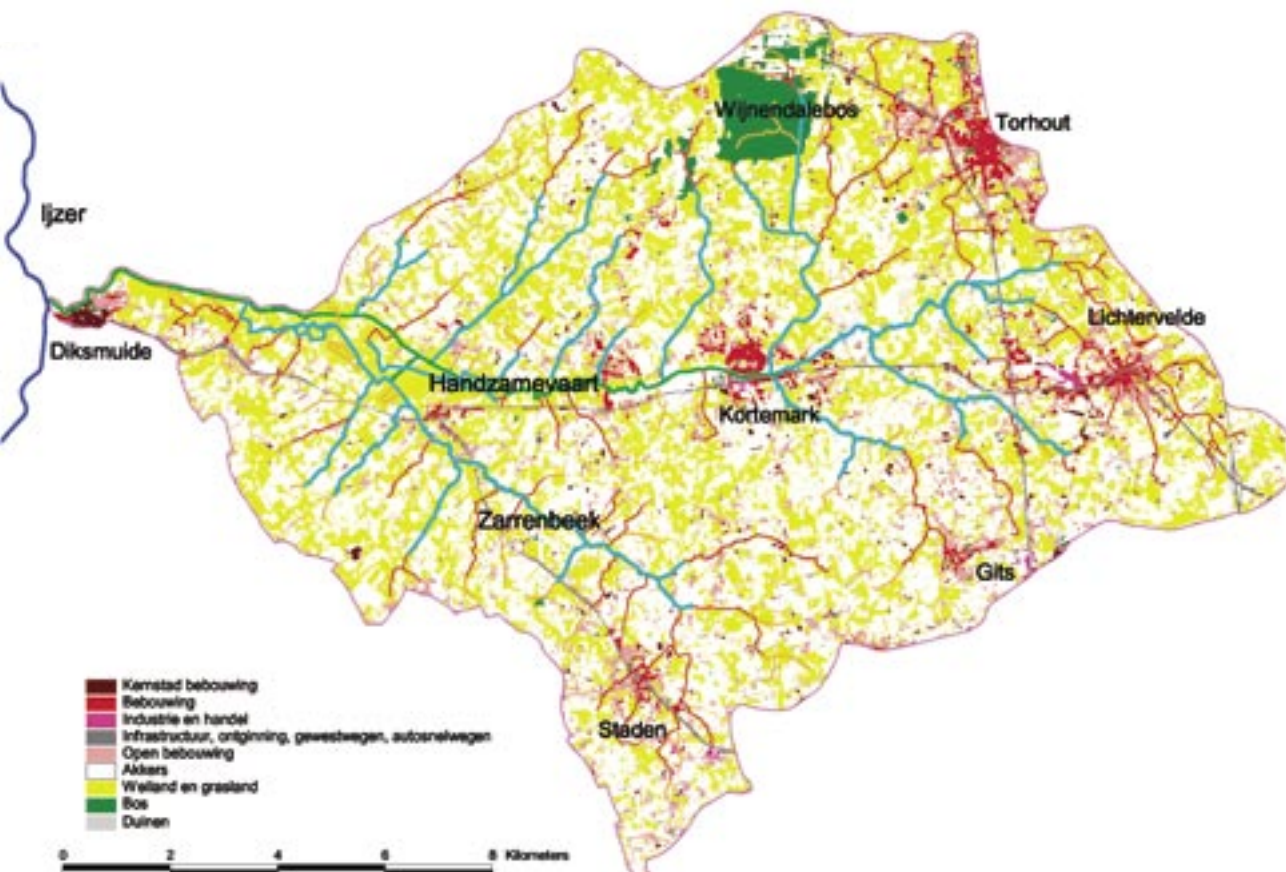 Wijnendalebos
Torhout
Ijzer
Lichtervelde
Diksmuide
Handzamevaart
Kortemark
Zarrenbeek
Gits
Staden
Kernstad bebouwing
Bebouwing
Industrie en handel
Infrastructuur, ontginning, gewestwegen, autosnelwegen
Open bebouwing
Akkers
Weiland en grasland
Bos
Duinen
0 2 4 6 8 Kilometers